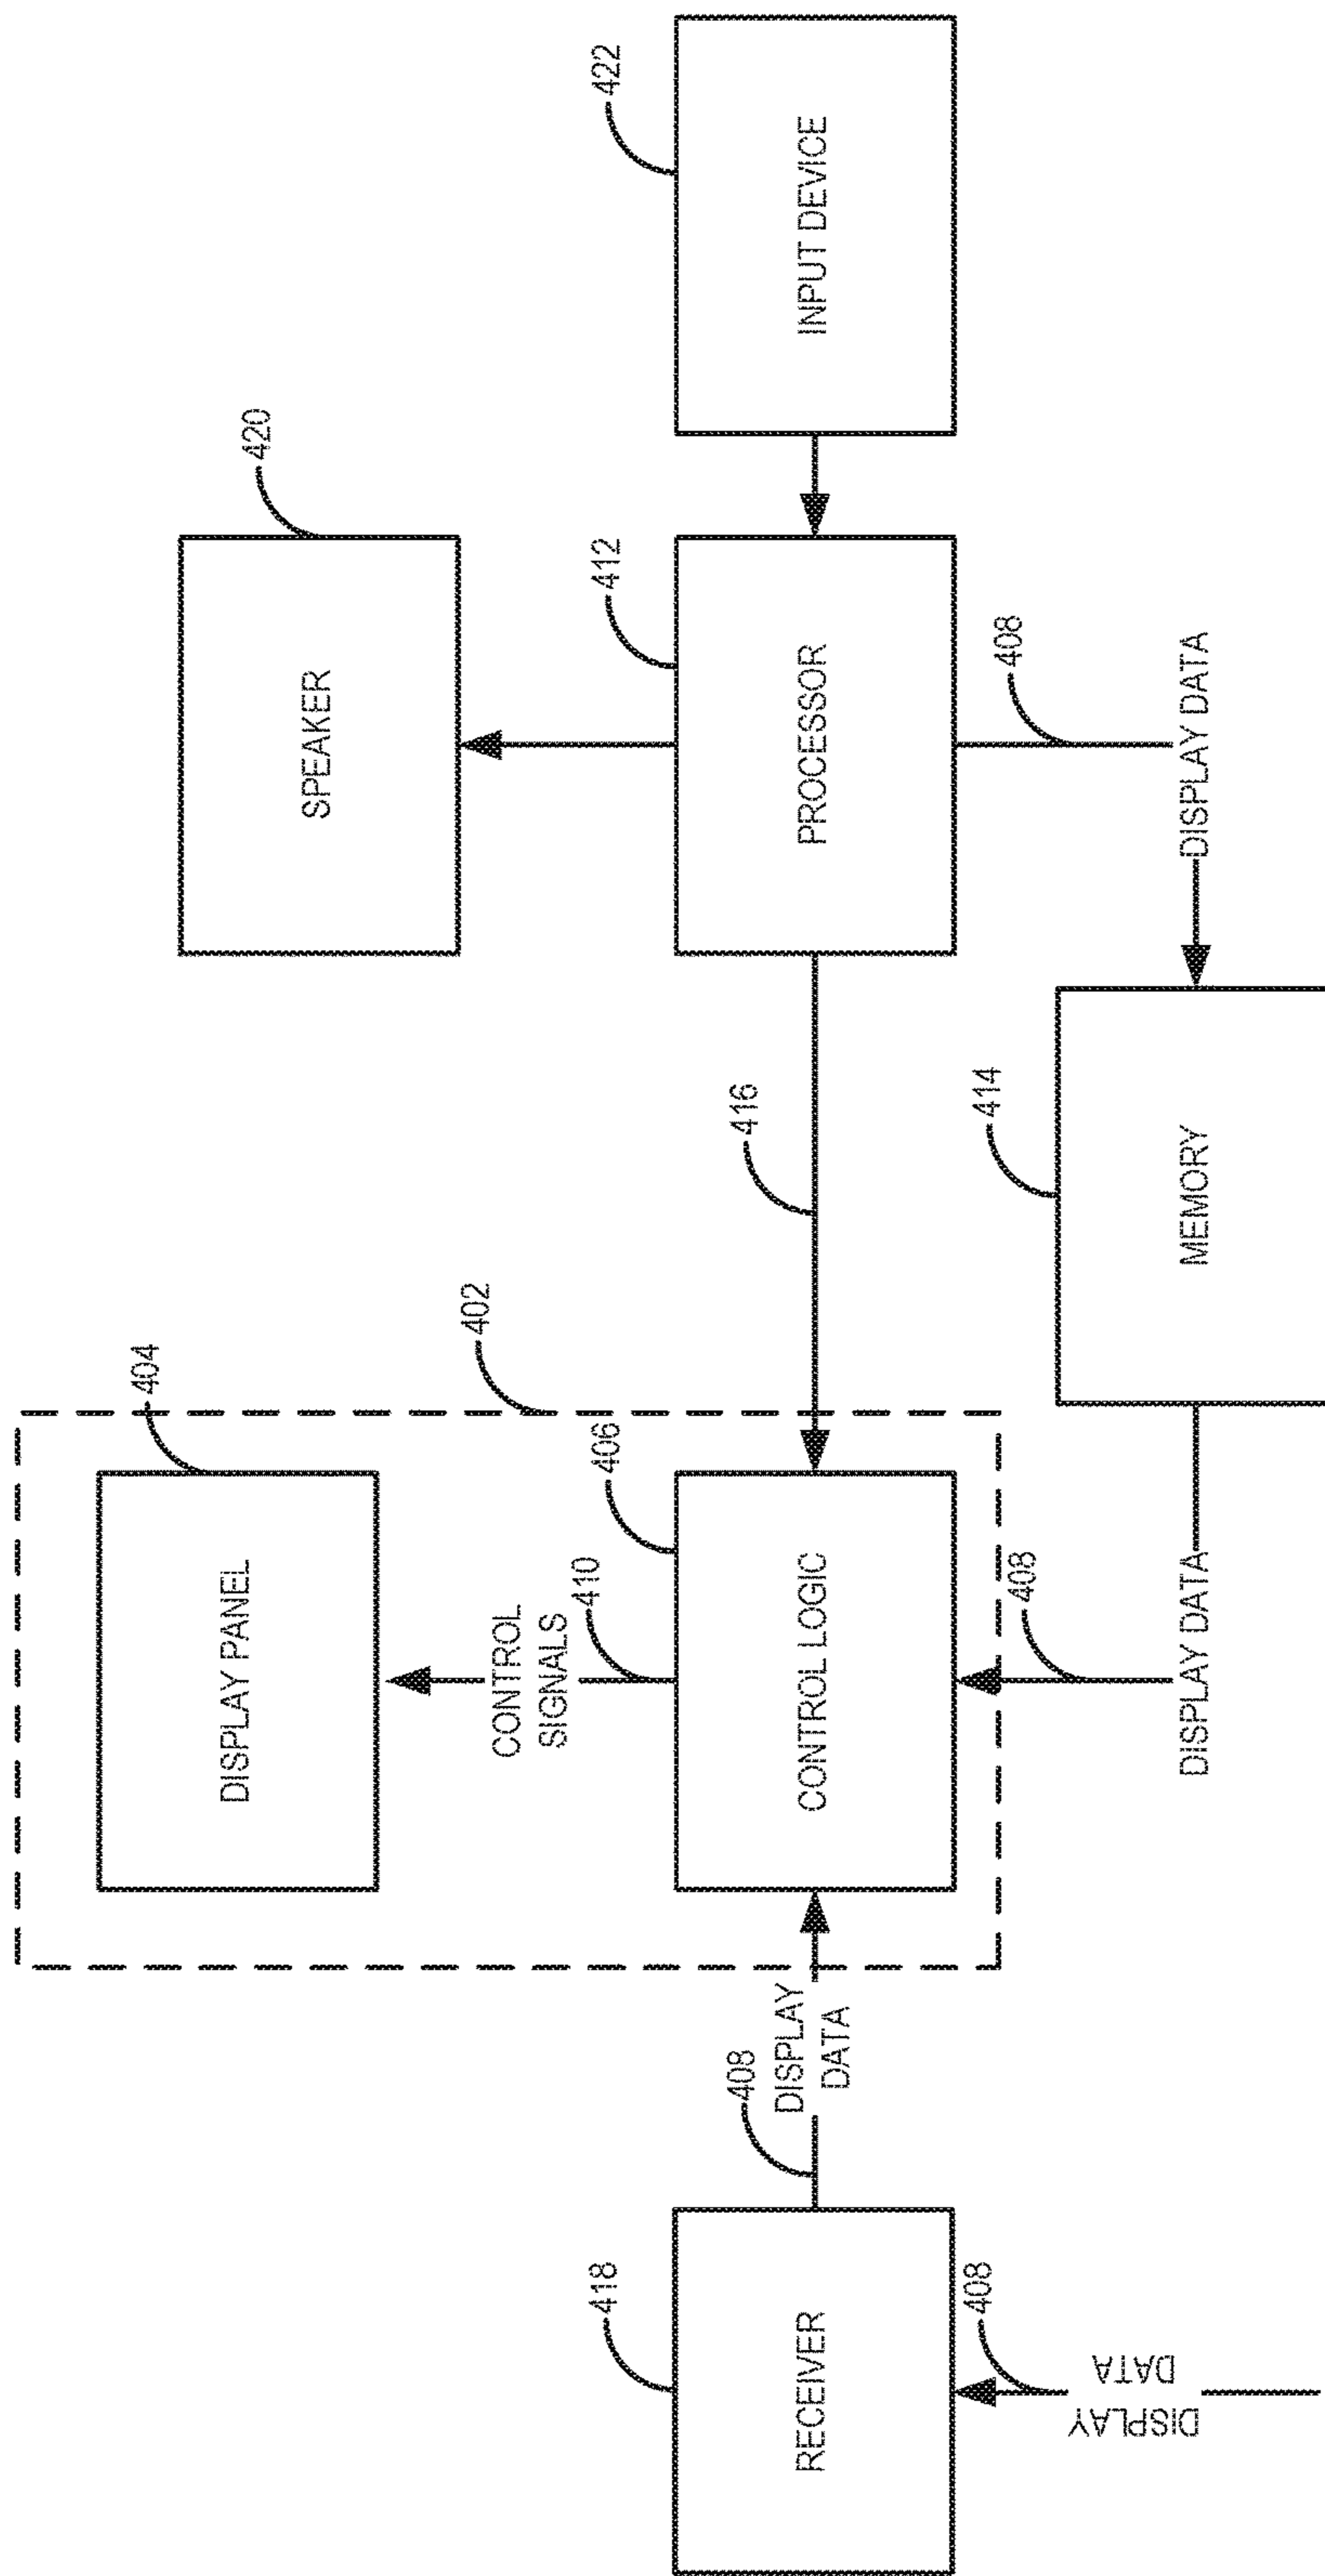 404
DISPLAY PANEL
420
SPEAKER
402
CONTROL
SIGNALS
410
418
406
412
422
408
416
DISPLAY
DATA
RECEIVER
CONTROL LOGIC
PROCESSOR
INPUT DEVICE
408
408
414
408
DISPLAY
DATA
DISPLAY DATA
MEMORY
DISPLAY DATA